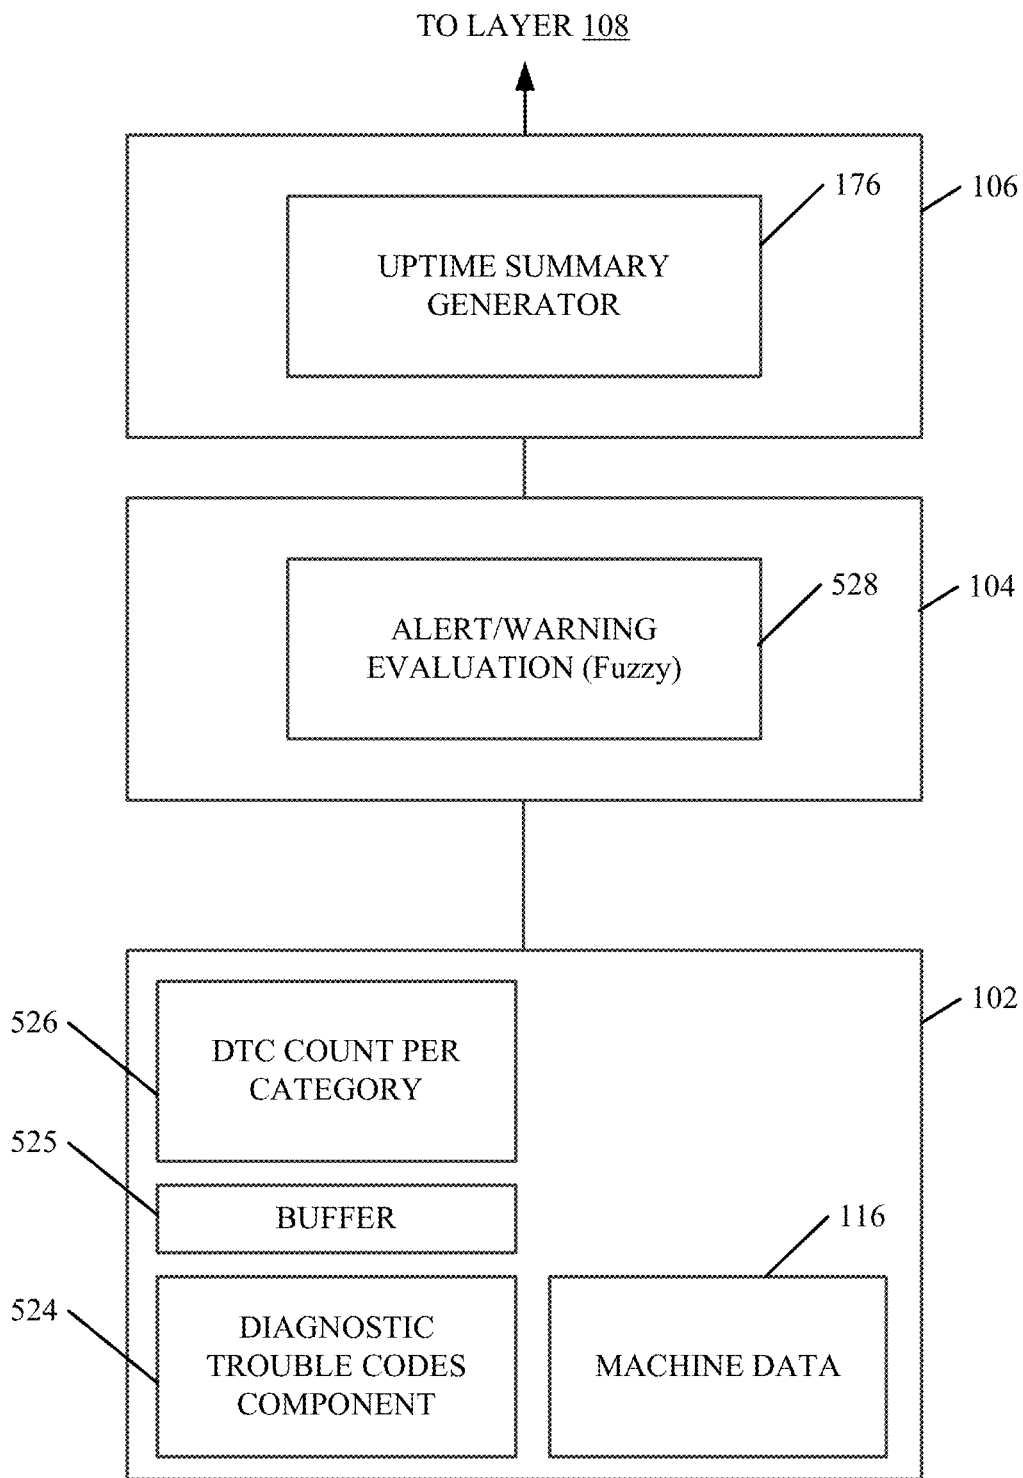 TO LAYER 108
176
106
UPTIME SUMMARY
GENERATOR
528
104
ALERT/WARNING
EVALUATION (Fuzzy)
102
526
DTC COUNT PER
CATEGORY
525
BUFFER
116
524
DIAGNOSTIC
TROUBLE CODES
COMPONENT
MACHINE DATA